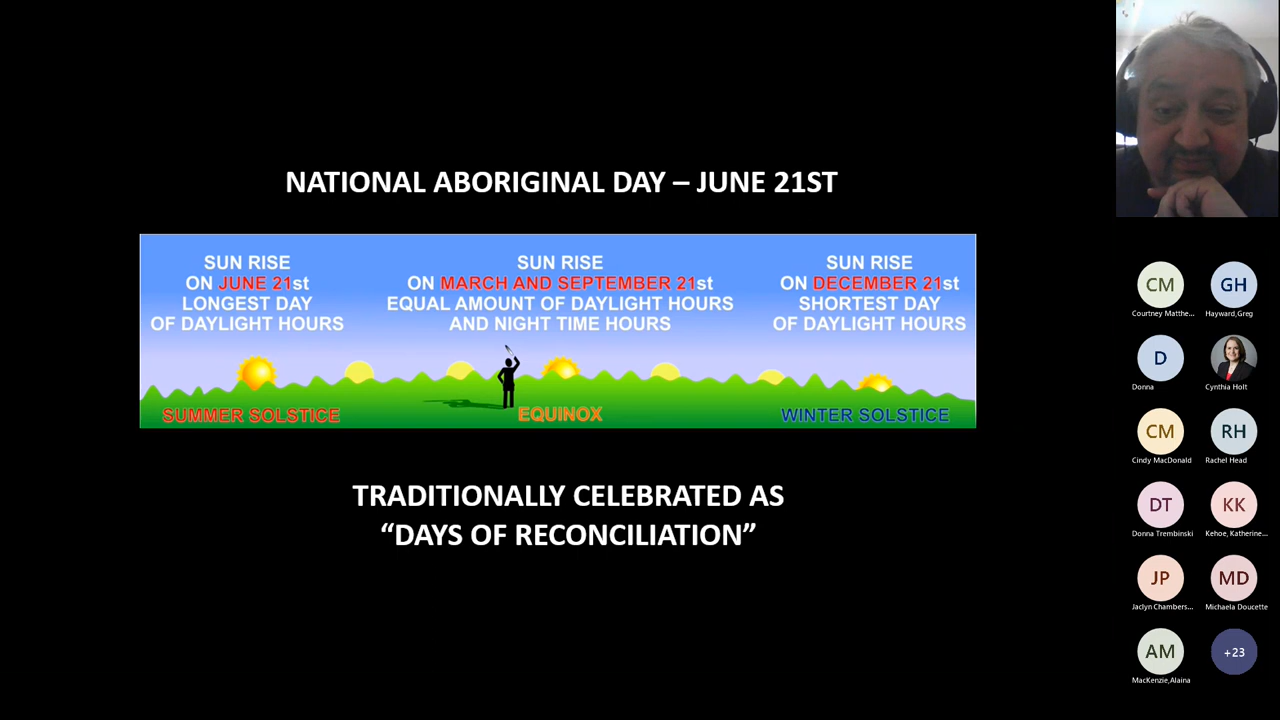 NATIONAL ABORIGINAL DAY – JUNE 21ST
SUN RISE
ON JUNE 21st
LONGEST DAY
OF DAYLIGHT HOURS
SUN RISE
ON MARCH AND SEPTEMBER 21st
EQUAL AMOUNT OF DAYLIGHT HOURS
AND NIGHT TIME HOURS
SUN RISE
ON DECEMBER 21st
SHORTEST DAY
OF DAYLIGHT HOURS
SUMMER SOLSTICE
EQUINOX
WINTER SOLSTICE
TRADITIONALLY CELEBRATED AS
“DAYS OF RECONCILIATION”
CM
Courtney Matthe...
GH
Hayward,Greg
D
Donna
Cynthia Holt
CM
Cindy MacDonald
RH
Rachel Head
DT
Donna Trembinski
KK
Kehoe, Katherine...
JP
Jaclyn Chambers...
MD
Michaela Doucette
AM
MacKenzie,Alaina
+23